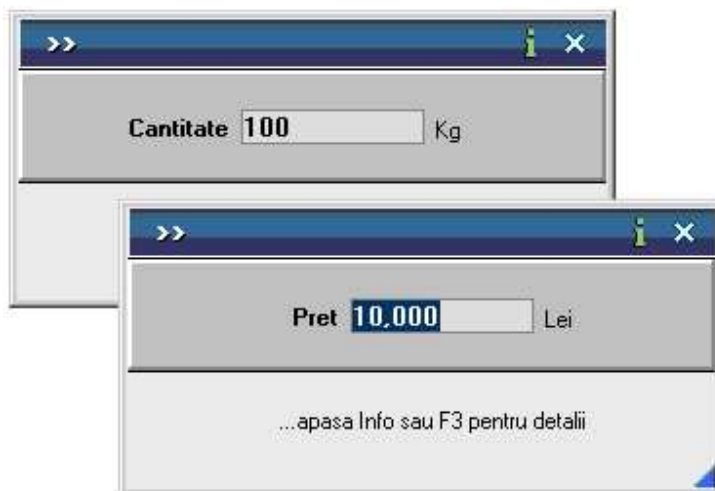 >>
i ×
Cantitate 100 Kg
>>
i ×
Pret 10,000 Lei
...apasa Info sau F3 pentru detalii